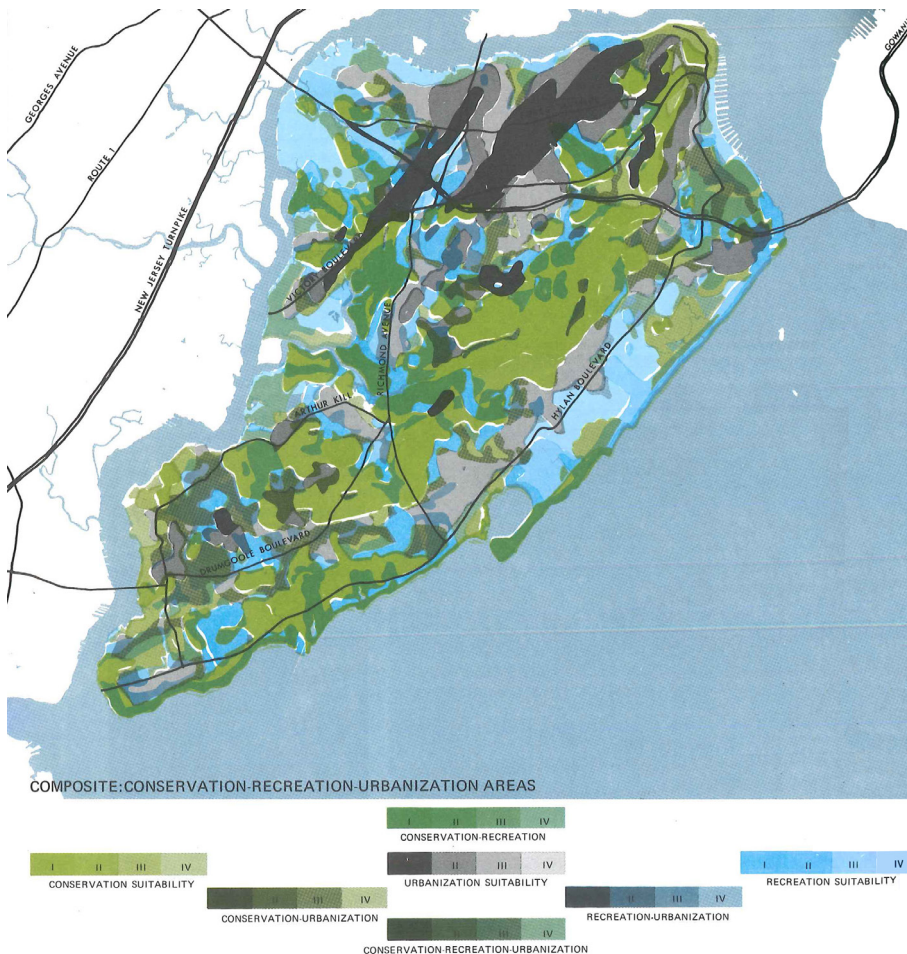 GEORGES AVENUE
ROUTE 1
NEW JERSEY TURNPIKE
VICTORY BOULEVARD
RICHMOND AVENUE
ARTHUR KILL
HYLAN BOULEVARD
DRUMGOOLE BOULEVARD
COMPOSITE:CONSERVATION-RECREATION-URBANIZATION AREAS
I II III IV
CONSERVATION-RECREATION
I II III IV
CONSERVATION SUITABILITY
II III IV
URBANIZATION SUITABILITY
I II III IV
RECREATION SUITABILITY
II III IV
CONSERVATION-URBANIZATION
II III IV
RECREATION-URBANIZATION
II III IV
CONSERVATION-RECREATION-URBANIZATION